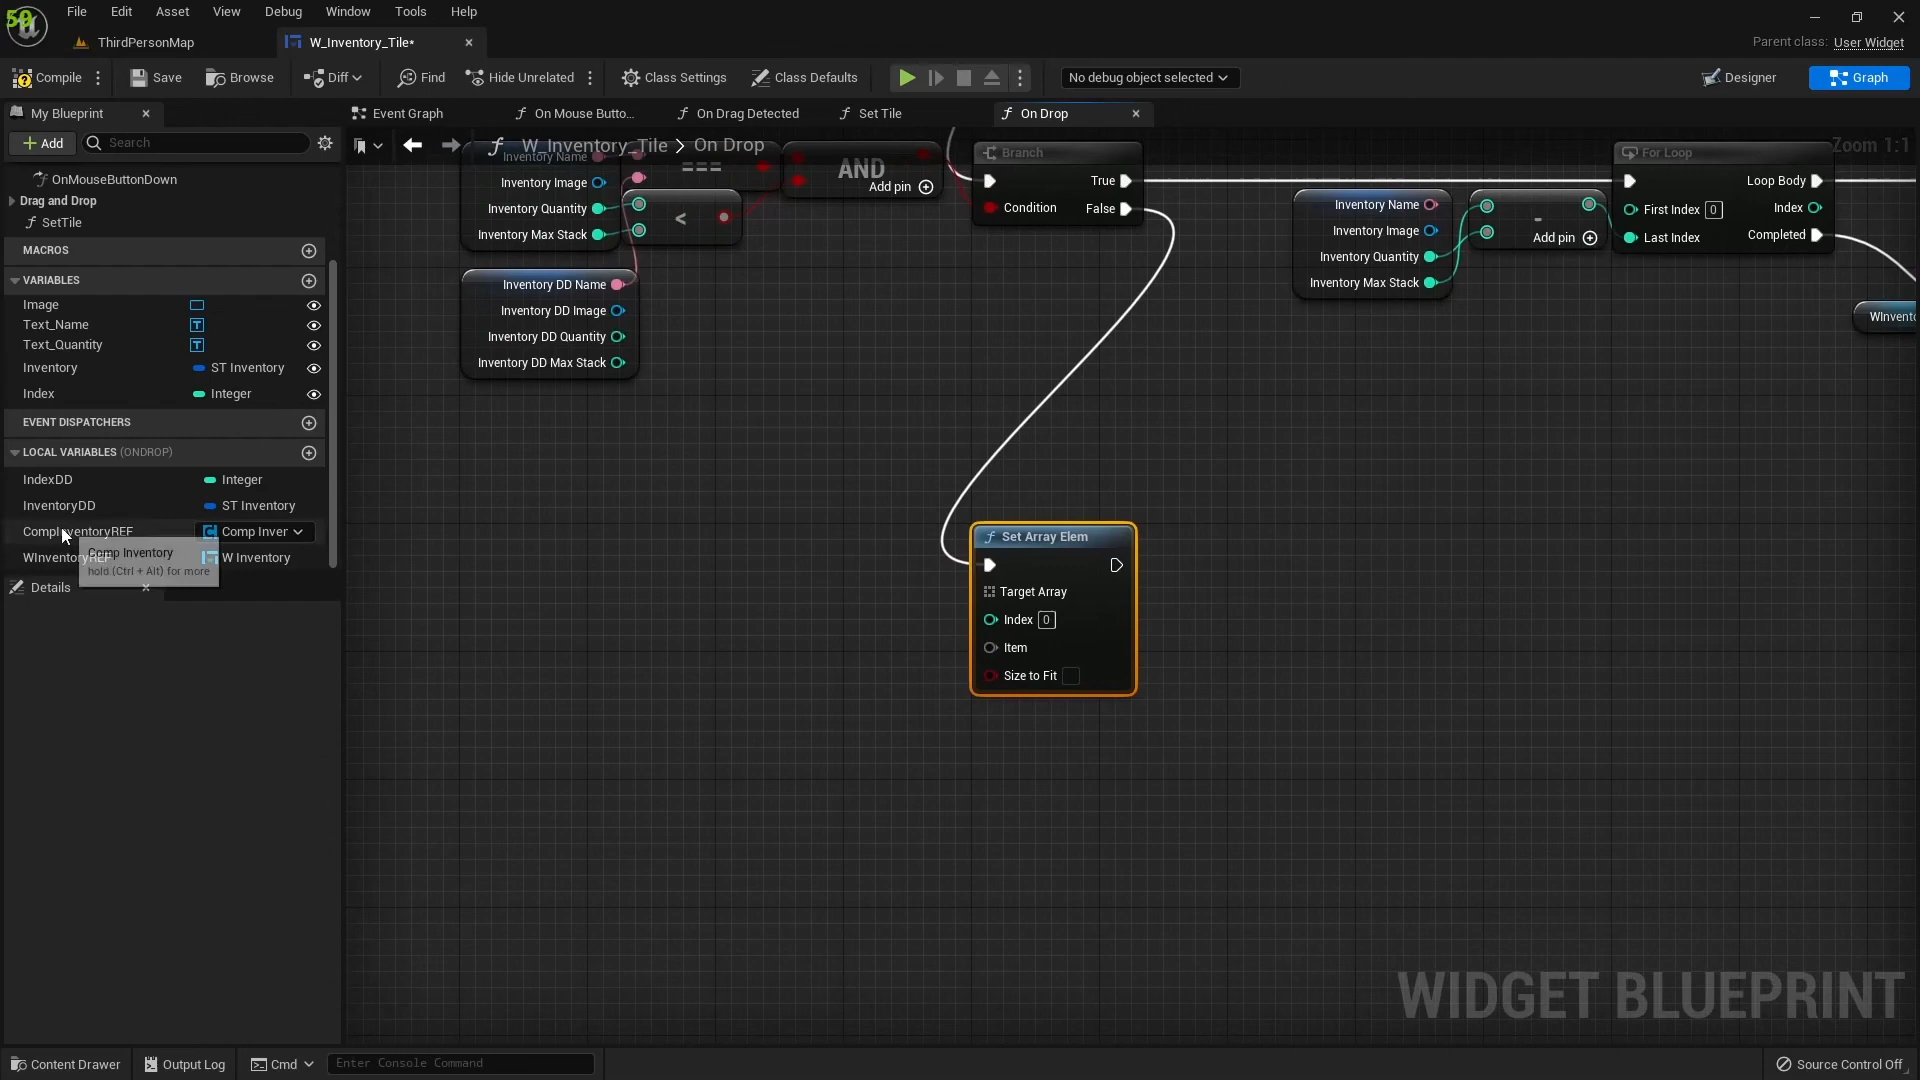 50
File Edit Asset View Debug Window Tools Help
ThirdPersonMap
W_Inventory_Tile*
Parent class: User Widget
Compile Save Browse Diff Find Hide Unrelated Class Settings Class Defaults No debug object selected Designer Graph
My Blueprint
Event Graph On Mouse Butto... On Drag Detected Set Tile On Drop
Add Search
W_Inventory_Tile > On Drop
Zoom 1:1
OnMouseButtonDown
Drag and Drop
SetTile
MACROS
VARIABLES
Image
Text_Name
Text_Quantity
Inventory ST Inventory
Index Integer
EVENT DISPATCHERS
LOCAL VARIABLES (ONDROP)
IndexDD Integer
InventoryDD ST Inventory
CompInventoryREF Comp Inver
WInventoryREF W Inventory
Comp Inventory
hold (Ctrl + Alt) for more
Details
Inventory Name
Inventory Image
Inventory Quantity
Inventory Max Stack
===
<
AND
Add pin
Inventory DD Name
Inventory DD Image
Inventory DD Quantity
Inventory DD Max Stack
Branch
True
Condition False
Inventory Name
Inventory Image
Inventory Quantity
Inventory Max Stack
-
Add pin
For Loop
Loop Body
First Index 0 Index
Last Index Completed
WInvento
Set Array Elem
Target Array
Index 0
Item
Size to Fit
WIDGET BLUEPRINT
Content Drawer Output Log Cmd Enter Console Command Source Control Off